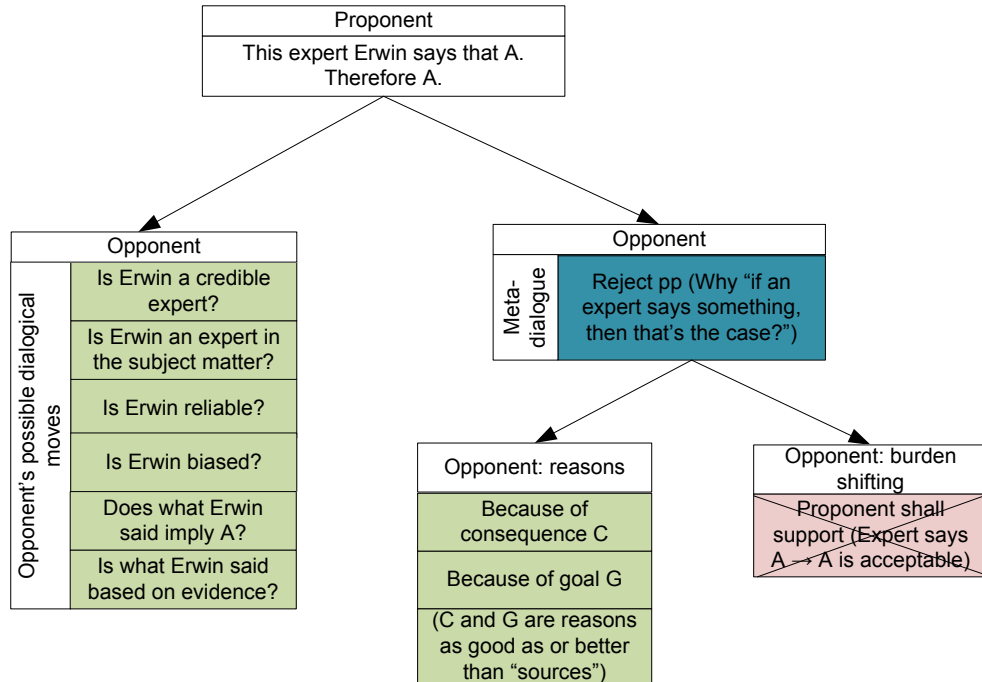 Proponent
This expert Erwin says that A.
Therefore A.
Opponent
Opponent's possible dialogical
moves
Is Erwin a credible
expert?
Is Erwin an expert in
the subject matter?
Is Erwin reliable?
Is Erwin biased?
Does what Erwin
said imply A?
Is what Erwin said
based on evidence?
Opponent
Meta-
dialogue
Reject pp (Why “if an
expert says something,
then that’s the case?”)
Opponent: reasons
Because of
consequence C
Because of goal G
(C and G are reasons
as good as or better
than “sources”)
Opponent: burden
shifting
Proponent shall
support (Expert says
A → A is acceptable)